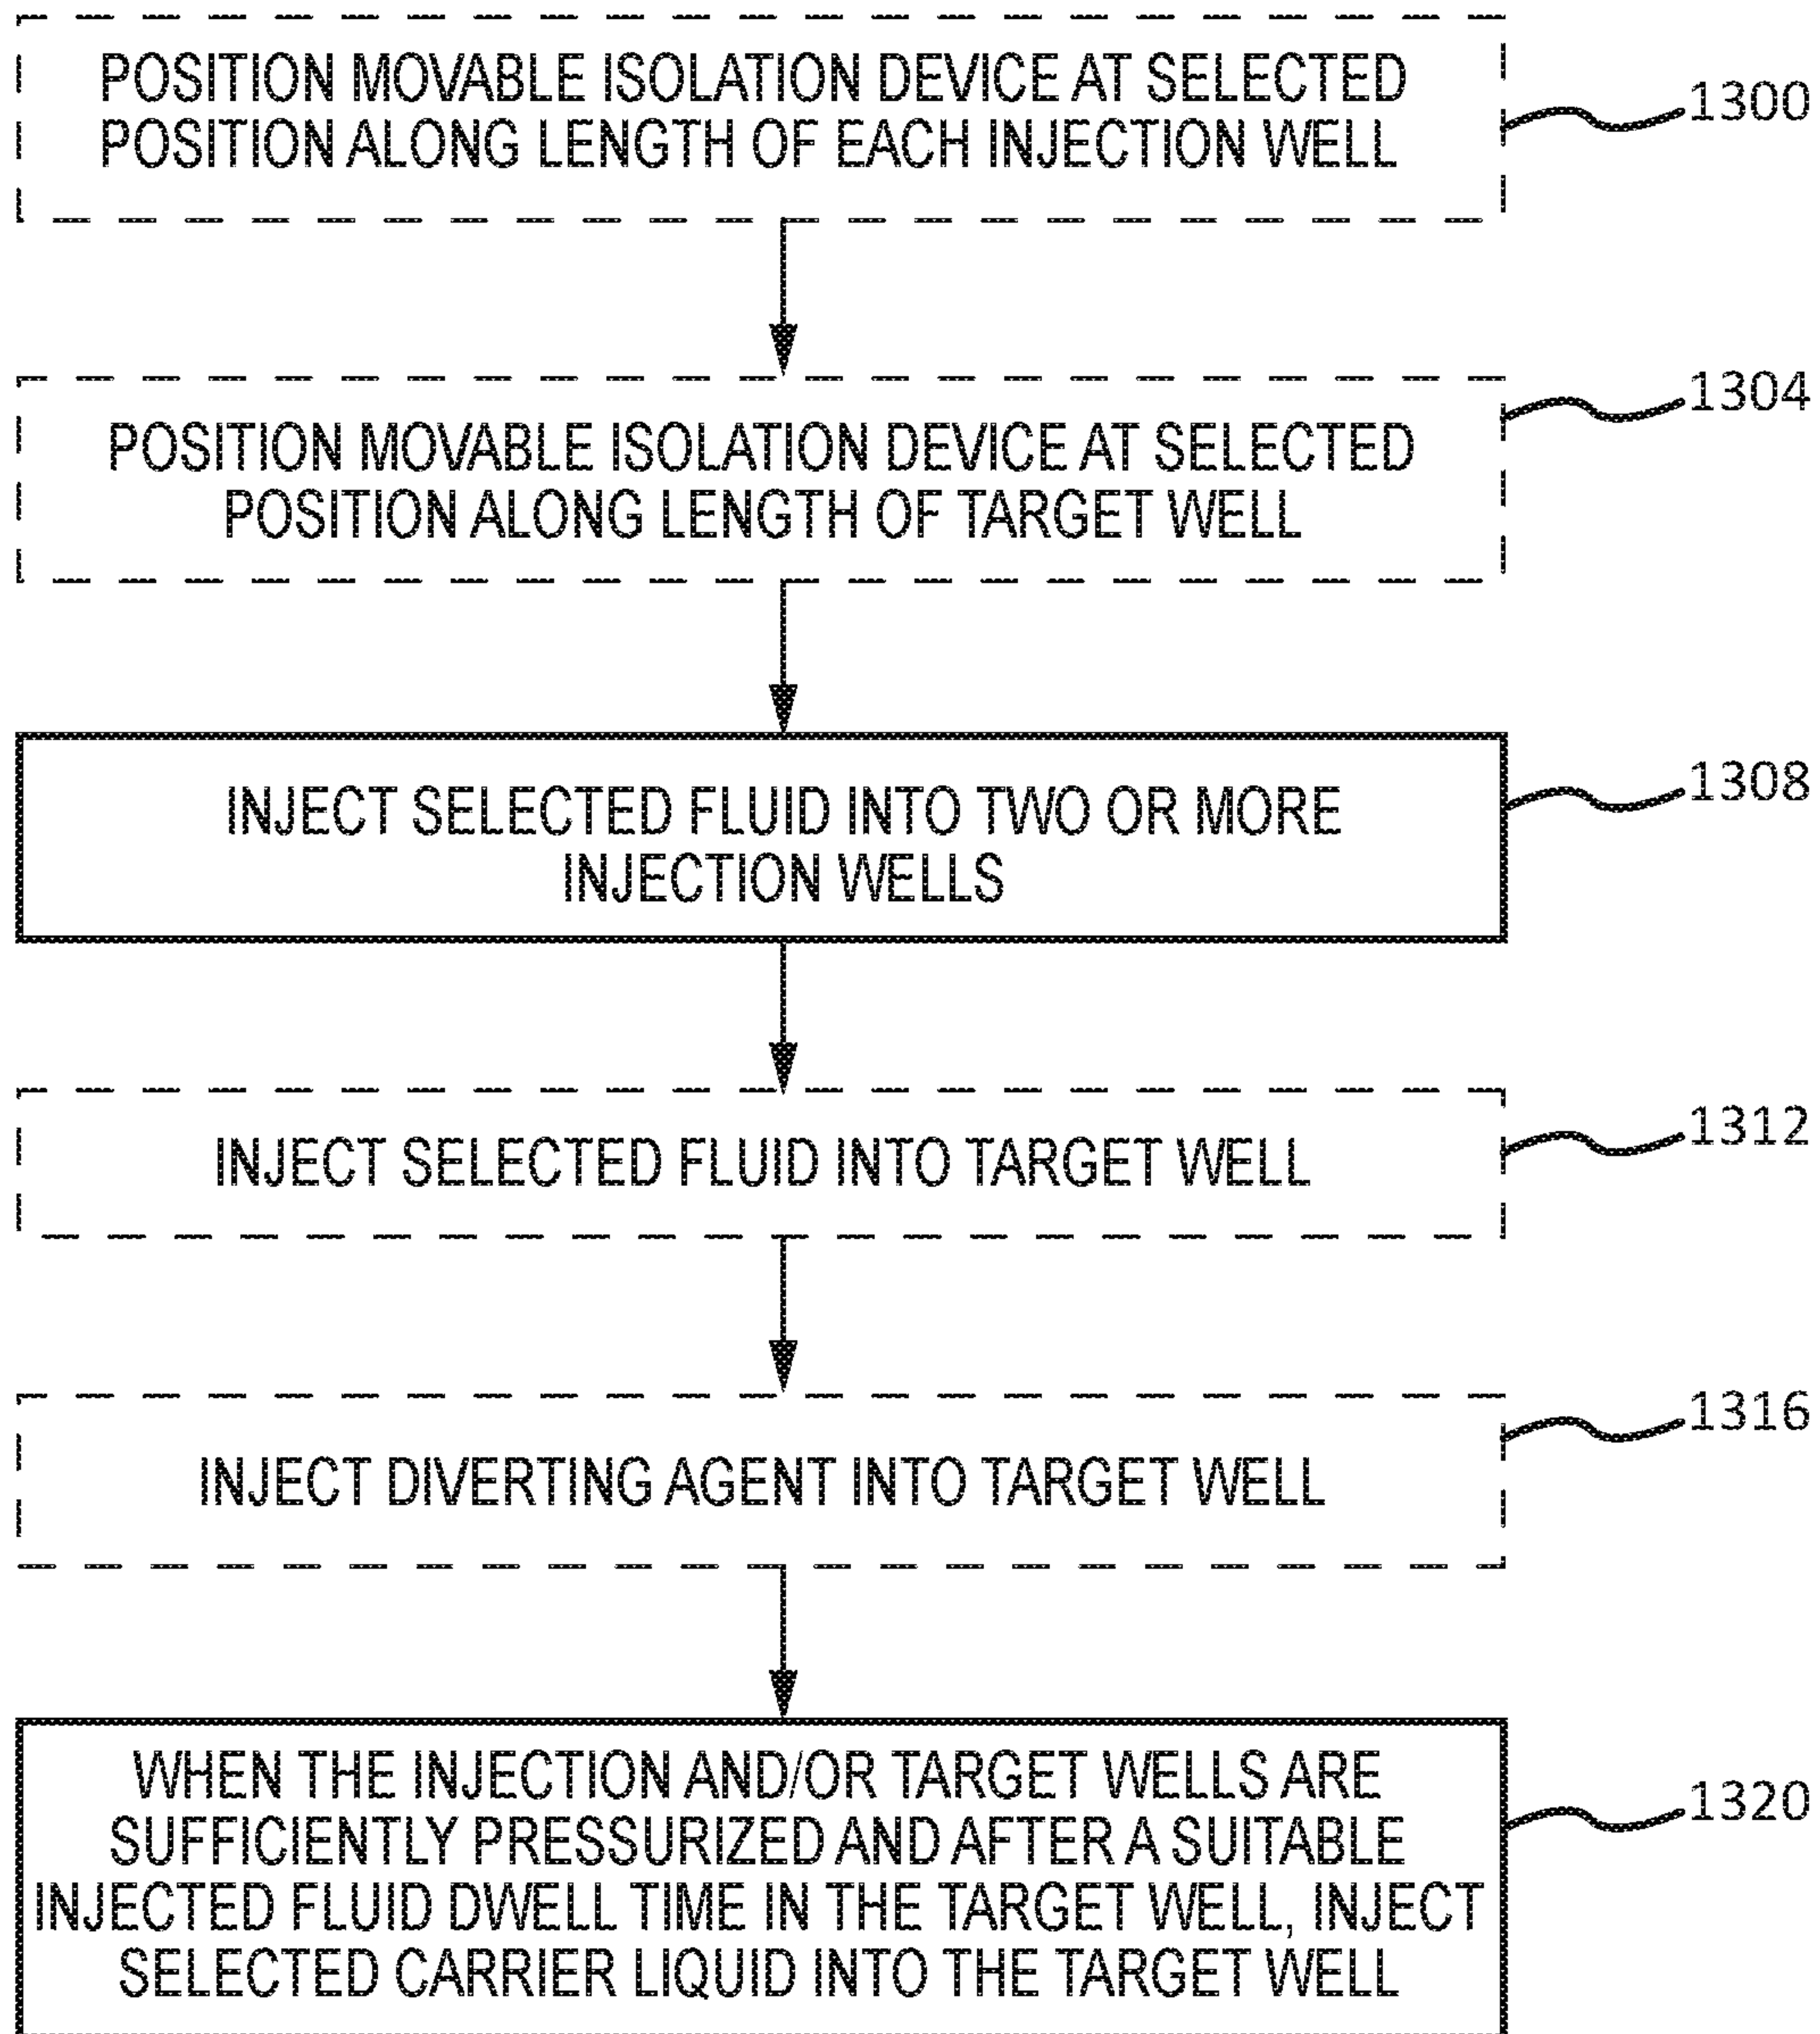 POSITION MOVABLE ISOLATION DEVICE AT SELECTED
POSITION ALONG LENGTH OF EACH INJECTION WELL
1300
POSITION MOVABLE ISOLATION DEVICE AT SELECTED
POSITION ALONG LENGTH OF TARGET WELL
1304
INJECT SELECTED FLUID INTO TWO OR MORE
INJECTION WELLS
1308
INJECT SELECTED FLUID INTO TARGET WELL
1312
INJECT DIVERTING AGENT INTO TARGET WELL
1316
WHEN THE INJECTION AND/OR TARGET WELLS ARE
SUFFICIENTLY PRESSURIZED AND AFTER A SUITABLE
INJECTED FLUID DWELL TIME IN THE TARGET WELL, INJECT
SELECTED CARRIER LIQUID INTO THE TARGET WELL
1320